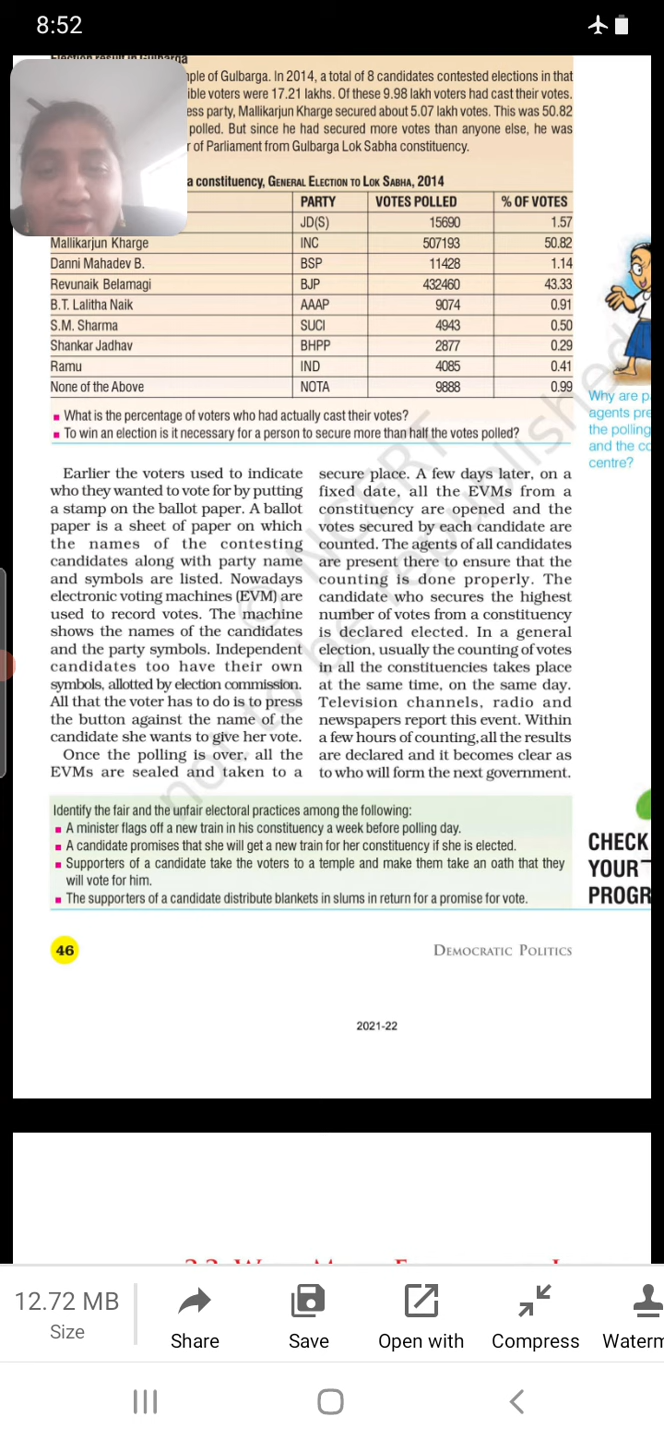 8:52
Election result in Gulbarga
ple of Gulbarga. In 2014, a total of 8 candidates contested elections in that
ible voters were 17.21 lakhs. Of these 9.98 lakh voters had cast their votes.
ess party, Mallikarjun Kharge secured about 5.07 lakh votes. This was 50.82
polled. But since he had secured more votes than anyone else, he was
r of Parliament from Gulbarga Lok Sabha constituency.
a constituency, GENERAL ELECTION TO LOK SABHA, 2014
PARTY VOTES POLLED % OF VOTES
JD(S) 15690 1.57
Mallikarjun Kharge INC 507193 50.82
Danni Mahadev B. BSP 11428 1.14
Revunaik Belamagi BJP 432460 43.33
B.T. Lalitha Naik AAAP 9074 0.91
S.M. Sharma SUCI 4943 0.50
Shankar Jadhav BHPP 2877 0.29
Ramu IND 4085 0.41
None of the Above NOTA 9888 0.99
What is the percentage of voters who had actually cast their votes?
To win an election is it necessary for a person to secure more than half the votes polled?
Why are p
agents pre
the polling
and the co
centre?
Earlier the voters used to indicate
who they wanted to vote for by putting
a stamp on the ballot paper. A ballot
paper is a sheet of paper on which
the names of the contesting
candidates along with party name
and symbols are listed. Nowadays
electronic voting machines (EVM) are
used to record votes. The machine
shows the names of the candidates
and the party symbols. Independent
candidates too have their own
symbols, allotted by election commission.
All that the voter has to do is to press
the button against the name of the
candidate she wants to give her vote.
Once the polling is over, all the
EVMs are sealed and taken to a
secure place. A few days later, on a
fixed date, all the EVMs from a
constituency are opened and the
votes secured by each candidate are
counted. The agents of all candidates
are present there to ensure that the
counting is done properly. The
candidate who secures the highest
number of votes from a constituency
is declared elected. In a general
election, usually the counting of votes
in all the constituencies takes place
at the same time, on the same day.
Television channels, radio and
newspapers report this event. Within
a few hours of counting,all the results
are declared and it becomes clear as
to who will form the next government.
© NCERT
not to be republished
Identify the fair and the unfair electoral practices among the following:
A minister flags off a new train in his constituency a week before polling day.
A candidate promises that she will get a new train for her constituency if she is elected.
Supporters of a candidate take the voters to a temple and make them take an oath that they
will vote for him.
The supporters of a candidate distribute blankets in slums in return for a promise for vote.
CHECK
YOUR
PROGR
46 DEMOCRATIC POLITICS
2021-22
12.72 MB
Size
Share
Save
Open with
Compress
Waterm